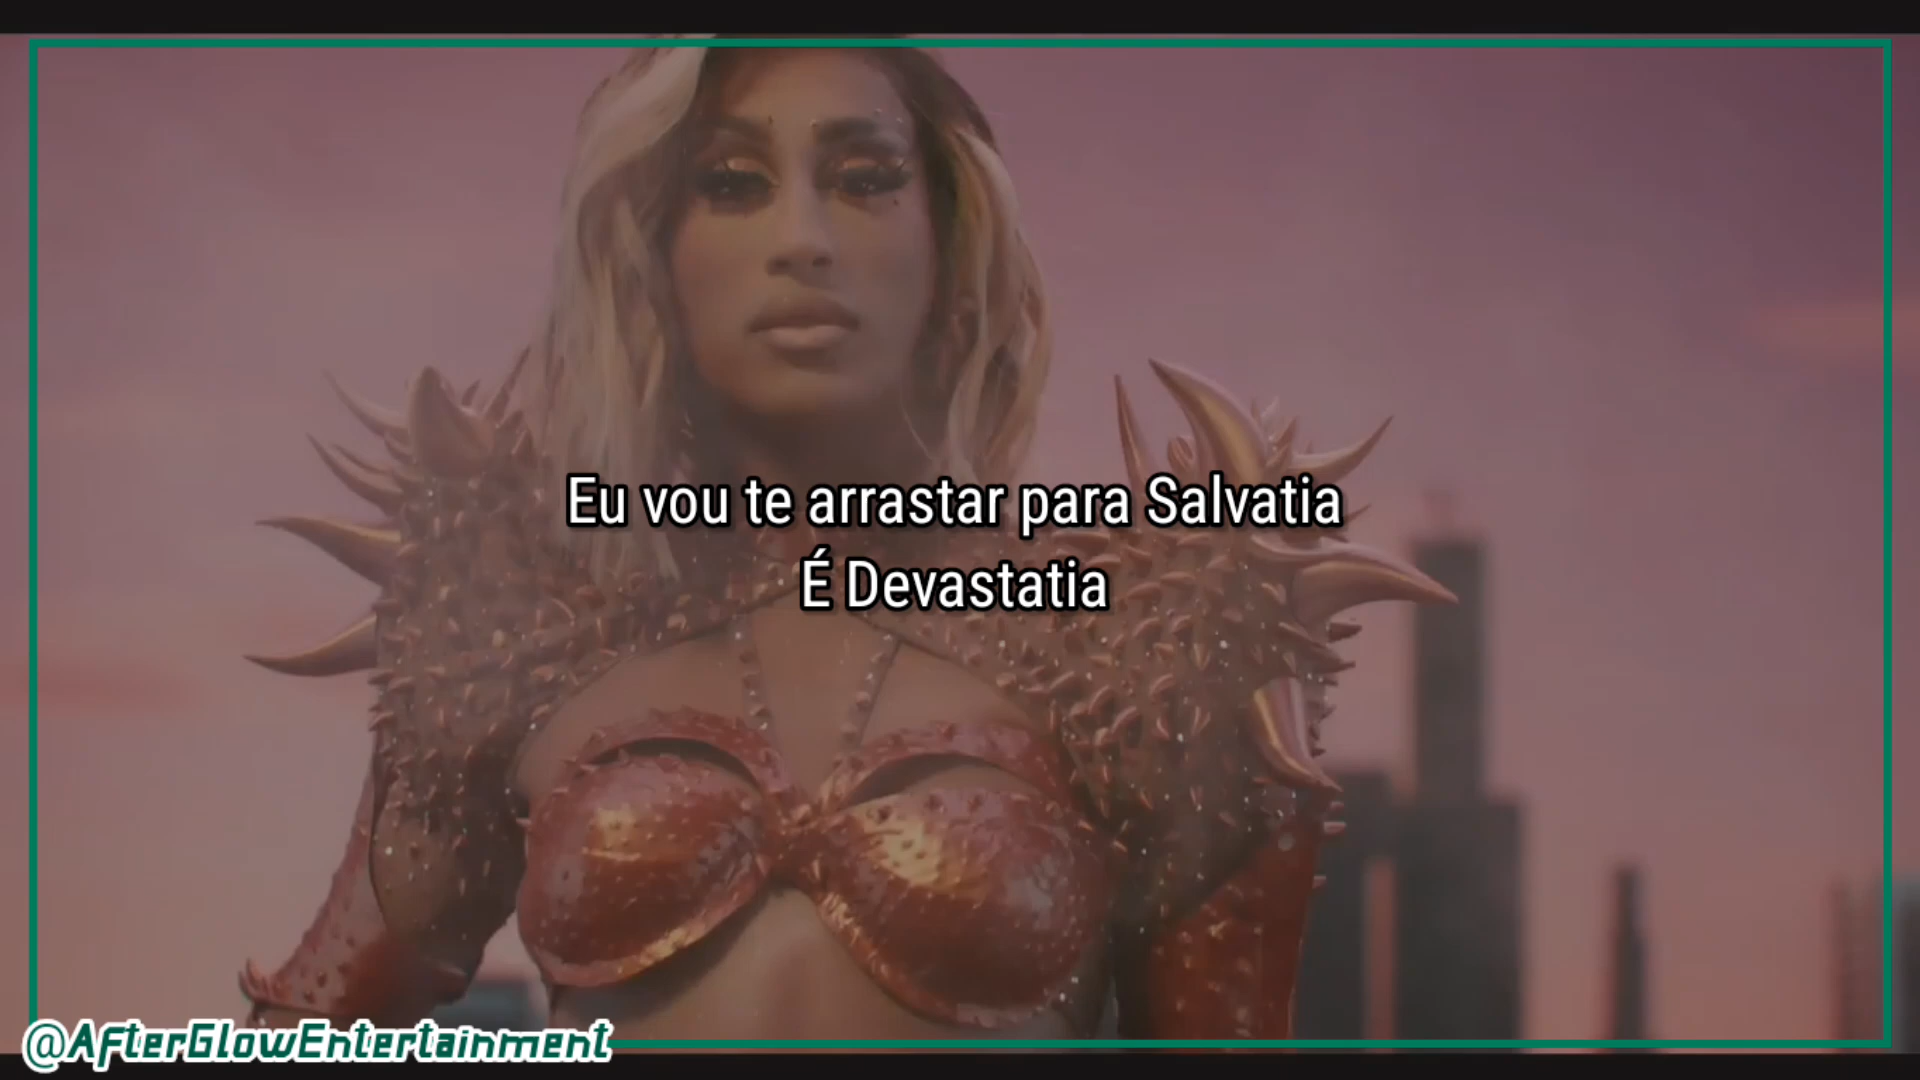 Eu vou te arrastar para Salvatia
É Devastatia
@AfterGlowEntertainment